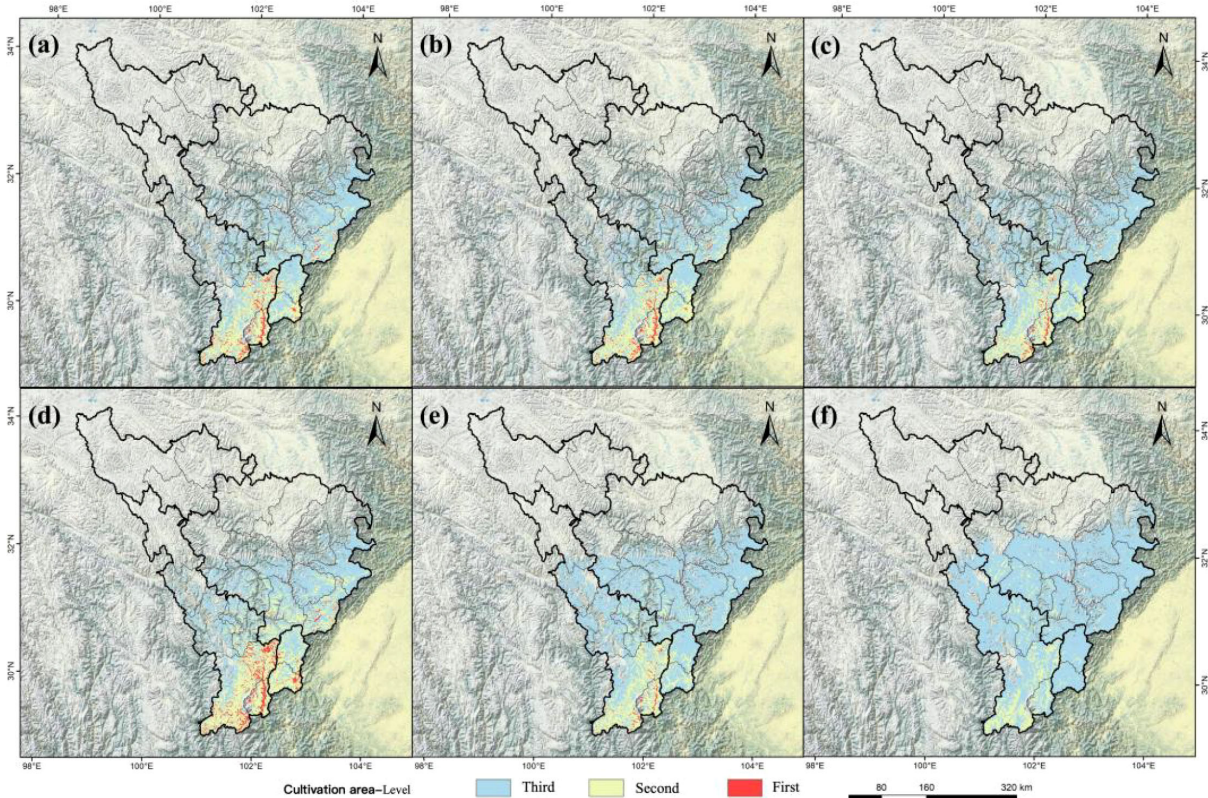 98°E 100°E 102°E 104°E 98°E 100°E 102°E 104°E 98°E 100°E 102°E 104°E
(a) N (b) N (c) N
34°N 34°N
32°N 32°N
30°N 30°N
(d) N (e) N (f) N
34°N 34°N
32°N 32°N
30°N 30°N
98°E 100°E 102°E 104°E 98°E 100°E 102°E 104°E 98°E 100°E 102°E 104°E
Cultivation area-Level Third Second First 80 160 320 km